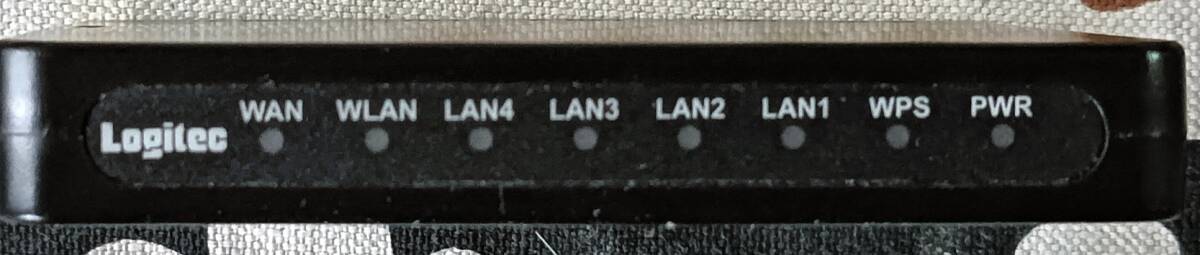 WAN WLAN LAN4 LAN3 LAN2 LAN1 WPS PWR
Logitec